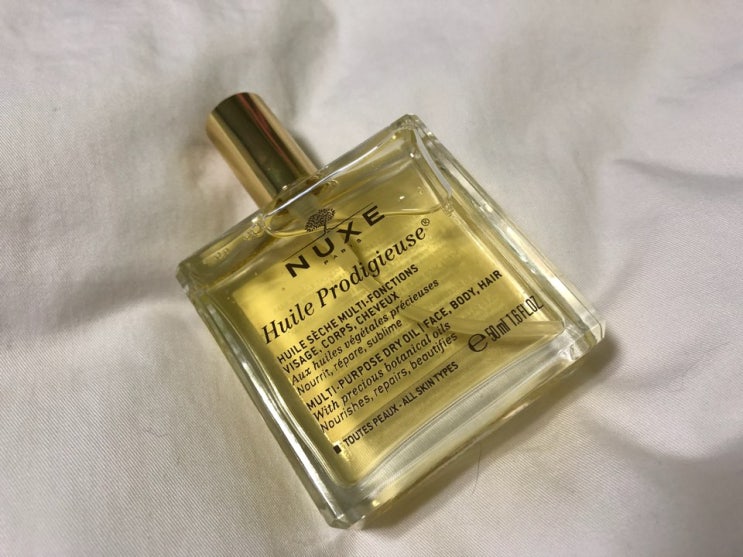 NUXE
PARIS
Huile Prodigieuse®
HUILE SÈCHE MULTI-FONCTIONS
VISAGE, CORPS, CHEVEUX
Aux huiles végétales précieuses
Nourrit, répare, sublime
MULTI-PURPOSE DRY OIL | FACE, BODY, HAIR
With precious botanical oils
Nourishes, repairs, beautifies
TOUTES PEAUX - ALL SKIN TYPES
℮ 50ml 1.6FL.OZ.